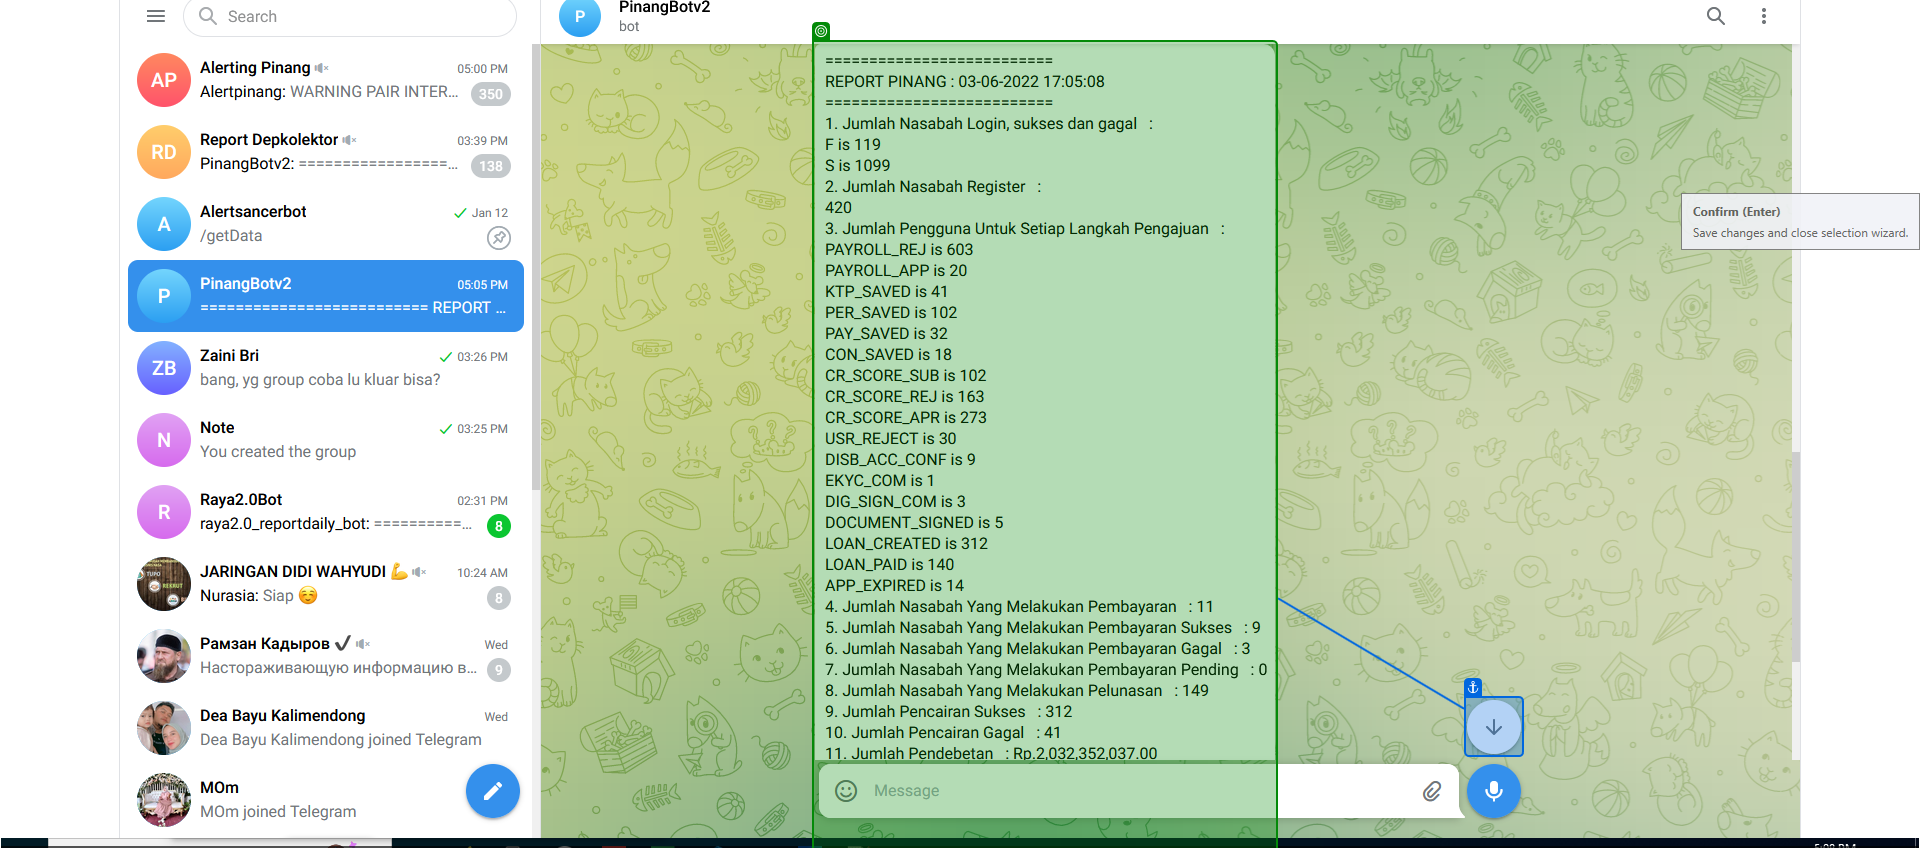 Search
Alerting Pinang
05:00 PM
Alertpinang: WARNING PAIR INTER...
350
AP
Report Depkolektor
03:39 PM
PinangBotv2: =================...
138
RD
Alertsancerbot
Jan 12
/getData
A
PinangBotv2
05:05 PM
========================== REPORT ...
P
Zaini Bri
03:26 PM
bang, yg group coba lu kluar bisa?
ZB
Note
03:25 PM
You created the group
N
Raya2.0Bot
02:31 PM
raya2.0_reportdaily_bot: ===========...
8
R
JARINGAN DIDI WAHYUDI 💪
10:24 AM
Nurasia: Siap ☺️
8
Рамзан Кадыров ✔
Wed
Настораживающую информацию в...
9
Dea Bayu Kalimendong
Wed
Dea Bayu Kalimendong joined Telegram
MOm
MOm joined Telegram
P
PinangBotv2
bot
==========================
REPORT PINANG : 03-06-2022 17:05:08
==========================
1. Jumlah Nasabah Login, sukses dan gagal :
F is 119
S is 1099
2. Jumlah Nasabah Register :
420
3. Jumlah Pengguna Untuk Setiap Langkah Pengajuan :
PAYROLL_REJ is 603
PAYROLL_APP is 20
KTP_SAVED is 41
PER_SAVED is 102
PAY_SAVED is 32
CON_SAVED is 18
CR_SCORE_SUB is 102
CR_SCORE_REJ is 163
CR_SCORE_APR is 273
USR_REJECT is 30
DISB_ACC_CONF is 9
EKYC_COM is 1
DIG_SIGN_COM is 3
DOCUMENT_SIGNED is 5
LOAN_CREATED is 312
LOAN_PAID is 140
APP_EXPIRED is 14
4. Jumlah Nasabah Yang Melakukan Pembayaran : 11
5. Jumlah Nasabah Yang Melakukan Pembayaran Sukses : 9
6. Jumlah Nasabah Yang Melakukan Pembayaran Gagal : 3
7. Jumlah Nasabah Yang Melakukan Pembayaran Pending : 0
8. Jumlah Nasabah Yang Melakukan Pelunasan : 149
9. Jumlah Pencairan Sukses : 312
10. Jumlah Pencairan Gagal : 41
11. Jumlah Pendebetan : Rp.2,032,352,037.00
Message
Confirm (Enter)
Save changes and close selection wizard.